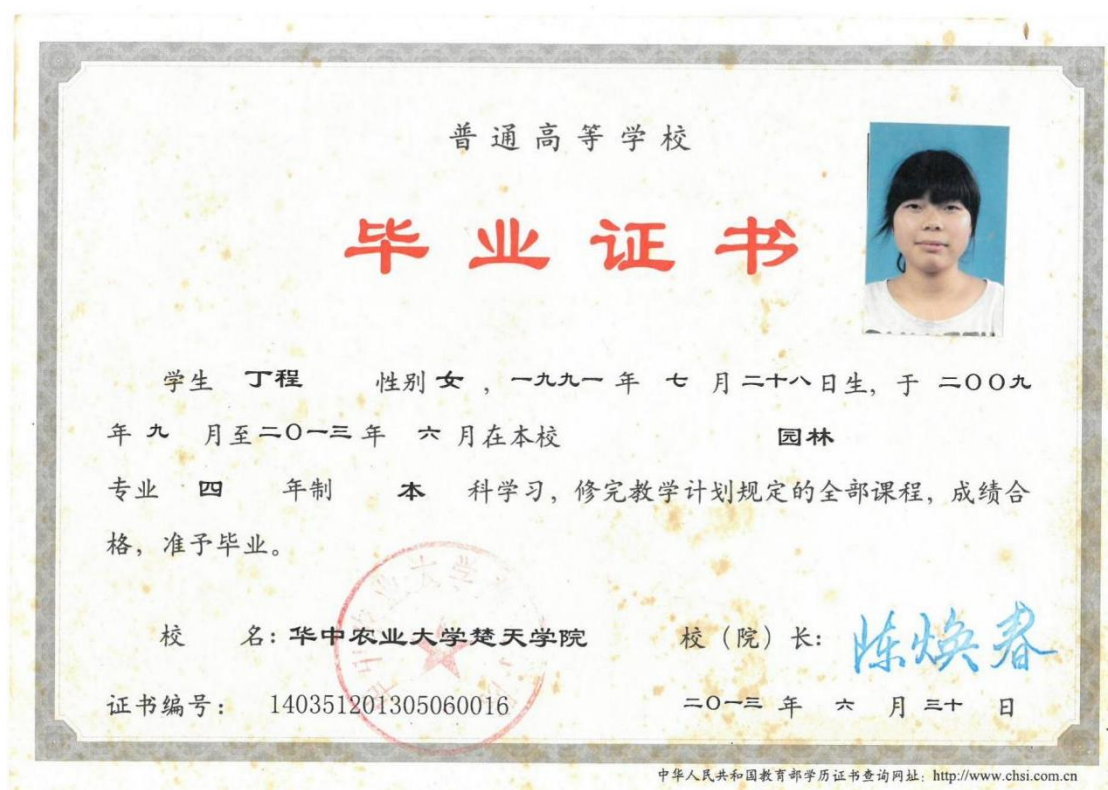 普通高等学校
毕业证书
学生 丁程 性别 女 ，一九九一 年 七 月 二十八 日生，于 二00九
年 九 月至 二0一三 年 六 月在本校 园林
专业 四 年制 本 科学习，修完教学计划规定的全部课程，成绩合
格，准予毕业。
校 名：华中农业大学楚天学院 校（院）长：陈焕春
证书编号： 140351201305060016 二0一三 年 六 月 三十 日
中华人民共和国教育部学历证书查询网址：http://www.chsi.com.cn